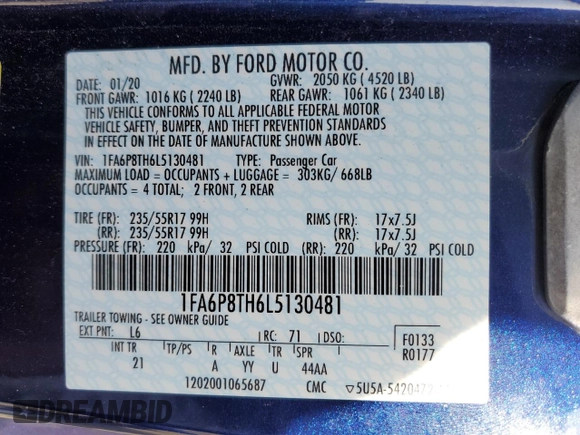 MFD. BY FORD MOTOR CO.
DATE: 01/20 GVWR: 2050 KG ( 4520 LB)
FRONT GAWR: 1016 KG ( 2240 LB) REAR GAWR: 1061 KG ( 2340 LB)
THIS VEHICLE CONFORMS TO ALL APPLICABLE FEDERAL MOTOR
VEHICLE SAFETY, BUMPER, AND THEFT PREVENTION STANDARDS
IN EFFECT ON THE DATE OF MANUFACTURE SHOWN ABOVE.
VIN: 1FA6P8TH6L5130481 TYPE: Passenger Car
MAXIMUM LOAD = OCCUPANTS + LUGGAGE = 303KG/ 668LB
OCCUPANTS = 4 TOTAL; 2 FRONT, 2 REAR
TIRE (FR): 235/55R17 99H RIMS (FR): 17x7.5J
(RR): 235/55R17 99H (RR): 17x7.5J
PRESSURE (FR): 220 kPa/ 32 PSI COLD (RR): 220 kPa/ 32 PSI COLD
1FA6P8TH6L5130481
TRAILER TOWING - SEE OWNER GUIDE
EXT PNT: L6 RC: 71 DSO: F0133
INT TR TP/PS R AXLE TR SPR R0177
21 A YY U 44AA
1202001065687 CMC ▽5U5A-5420472
DREAMBID